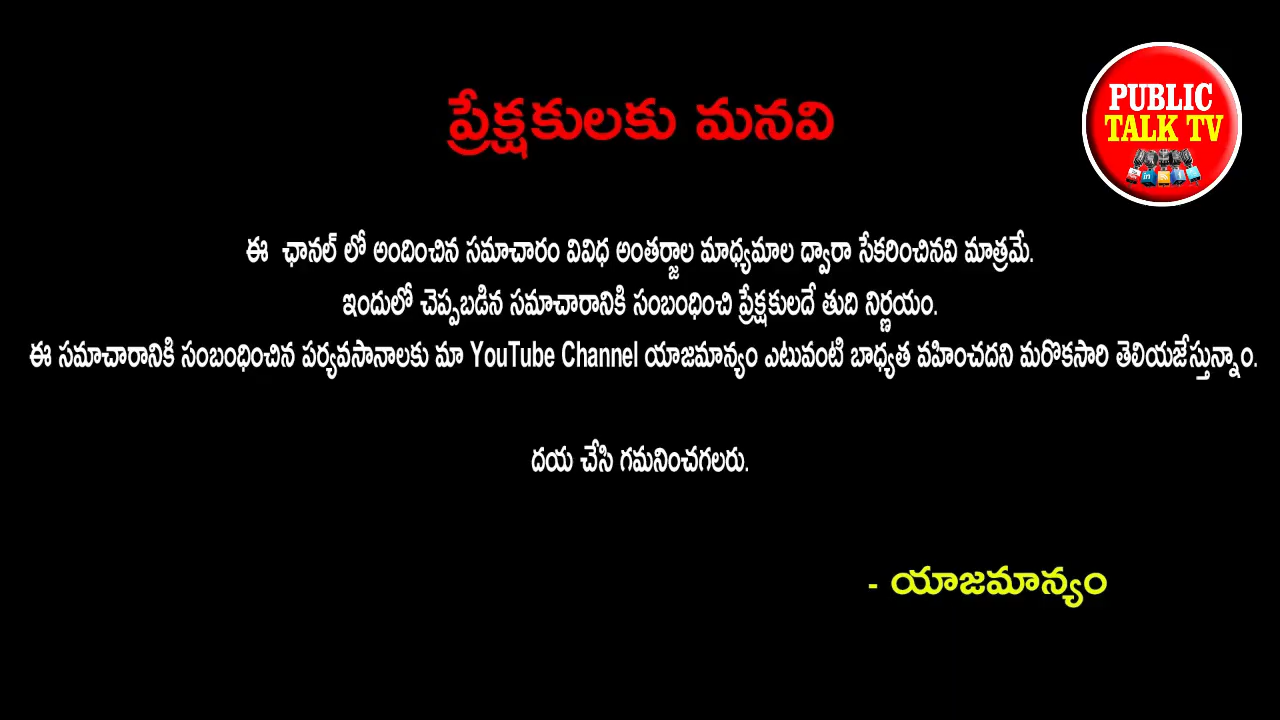 ప్రేక్షకులకు మనవి
PUBLIC
TALK TV
ఈ ఛానల్ లో అందించిన సమాచారం వివిధ అంతర్జాల మాధ్యమాల ద్వారా సేకరించినవి మాత్రమే.
ఇందులో చెప్పబడిన సమాచారానికి సంబంధించి ప్రేక్షకులదే తుది నిర్ణయం.
ఈ సమాచారానికి సంబంధించిన పర్యవసానాలకు మా YouTube Channel యాజమాన్యం ఎటువంటి బాధ్యత వహించదని మరొకసారి తెలియజేస్తున్నాం.
దయ చేసి గమనించగలరు.
- యాజమాన్యం